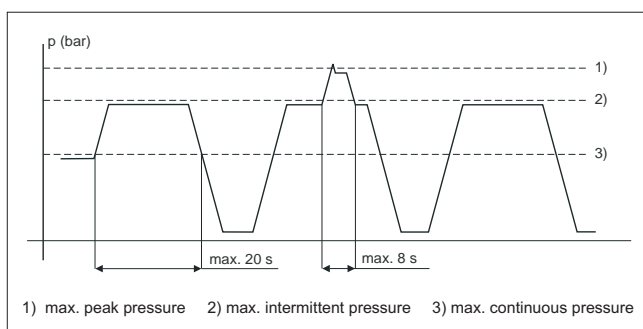 p (bar)
1)
2)
3)
max. 20 s
max. 8 s
1) max. peak pressure 2) max. intermittent pressure 3) max. continuous pressure